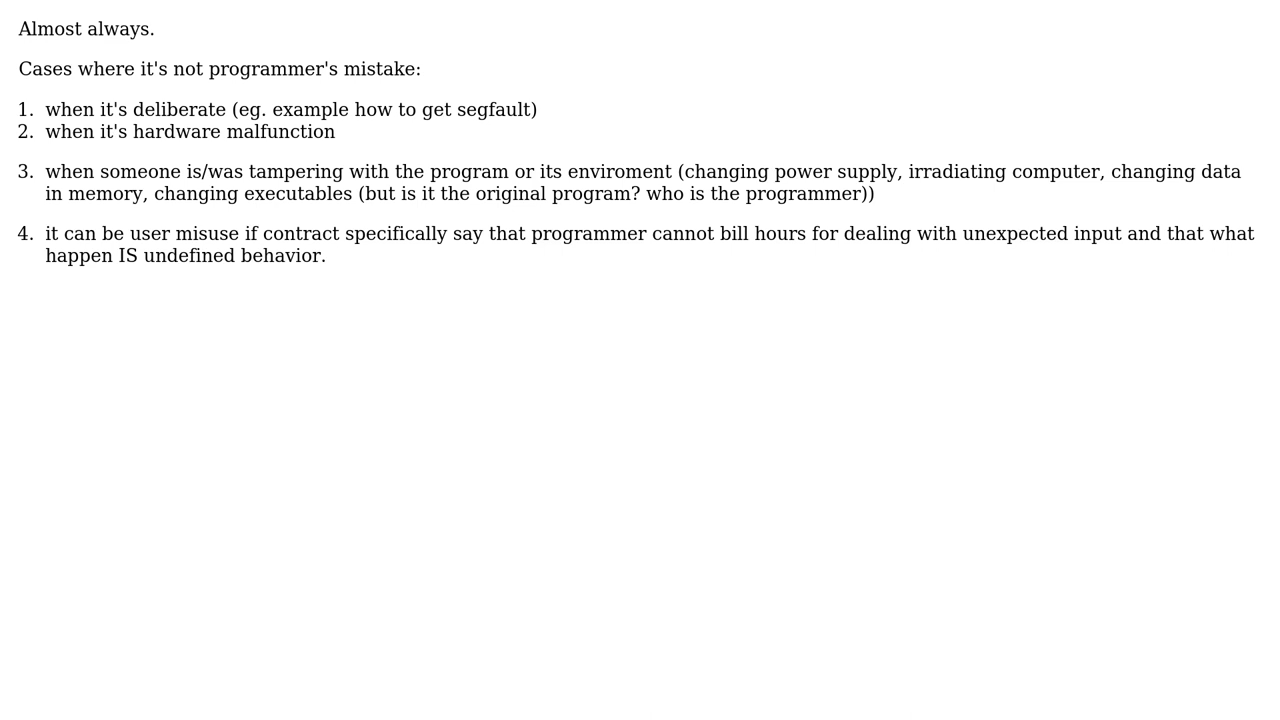 Almost always.
Cases where it's not programmer's mistake:
1. when it's deliberate (eg. example how to get segfault)
2. when it's hardware malfunction
3. when someone is/was tampering with the program or its enviroment (changing power supply, irradiating computer, changing data
in memory, changing executables (but is it the original program? who is the programmer))
4. it can be user misuse if contract specifically say that programmer cannot bill hours for dealing with unexpected input and that what
happen IS undefined behavior.